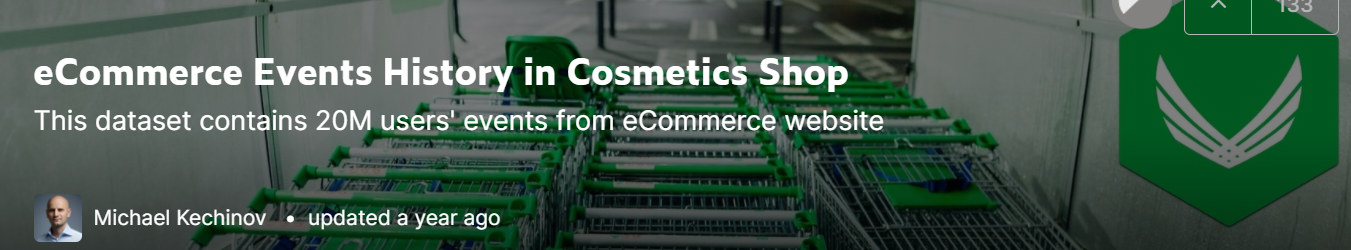 133
eCommerce Events History in Cosmetics Shop
This dataset contains 20M users' events from eCommerce website
Michael Kechinov • updated a year ago